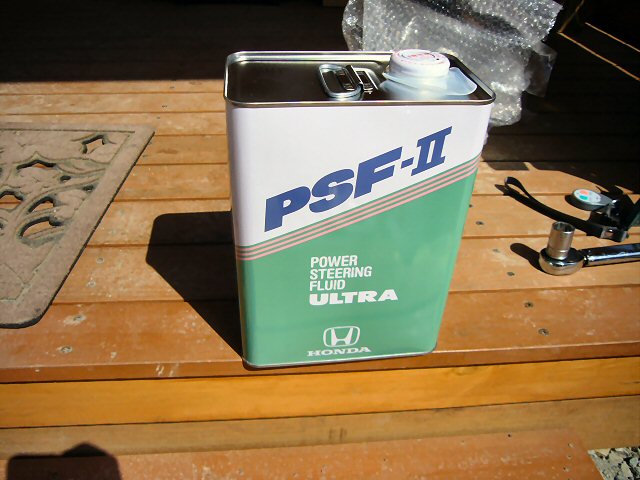 PSF-II
POWER
STEERING
FLUID
ULTRA
HONDA